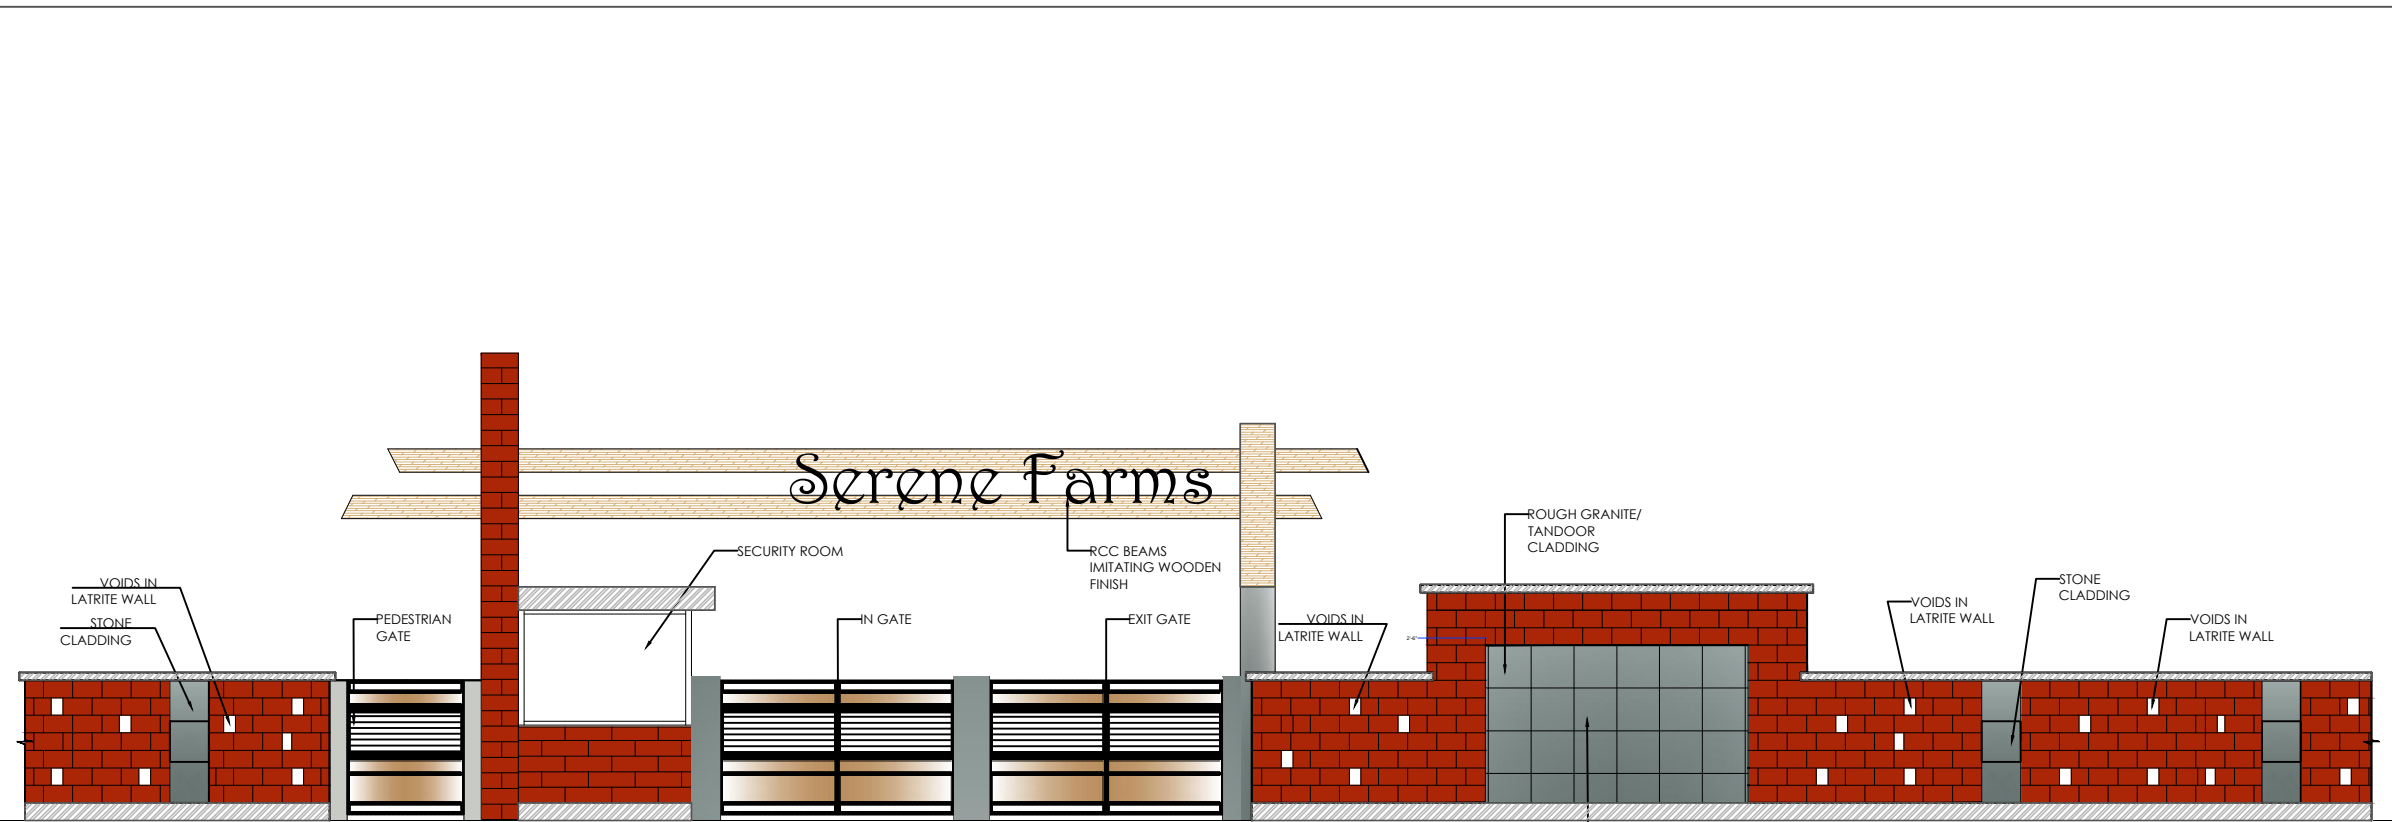 Serene Farms
ROUGH GRANITE/
TANDOOR
CLADDING
SECURITY ROOM
RCC BEAMS
IMITATING WOODEN
FINISH
VOIDS IN
LATRITE WALL
STONE
CLADDING
PEDESTRIAN
GATE
IN GATE
EXIT GATE
VOIDS IN
LATRITE WALL
2'-6"
STONE
CLADDING
VOIDS IN
LATRITE WALL
VOIDS IN
LATRITE WALL